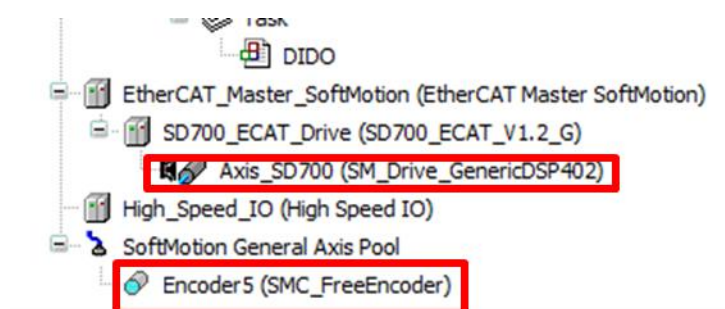 Task
DIDO
EtherCAT_Master_SoftMotion (EtherCAT Master SoftMotion)
SD700_ECAT_Drive (SD700_ECAT_V1.2_G)
Axis_SD700 (SM_Drive_GenericDSP402)
High_Speed_IO (High Speed IO)
SoftMotion General Axis Pool
Encoder5 (SMC_FreeEncoder)